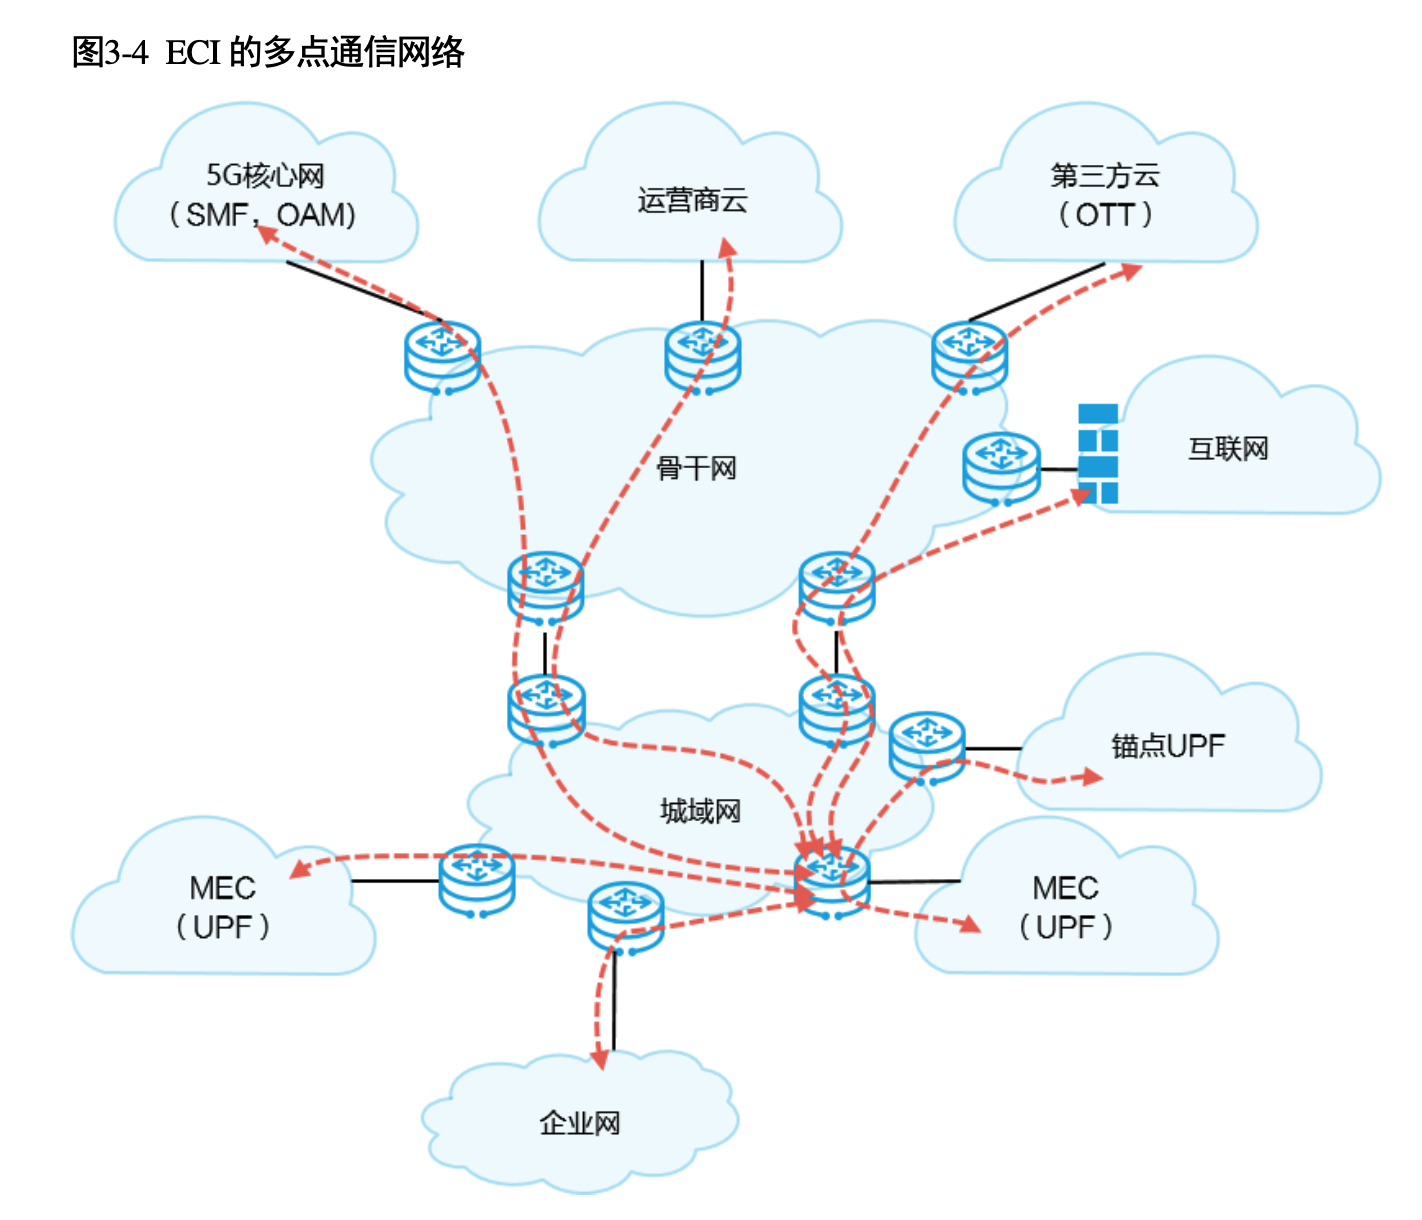 图3-4 ECI 的多点通信网络
5G核心网
（SMF，OAM)
运营商云
第三方云
（OTT）
骨干网
互联网
锚点UPF
城域网
MEC
（UPF）
MEC
（UPF）
企业网